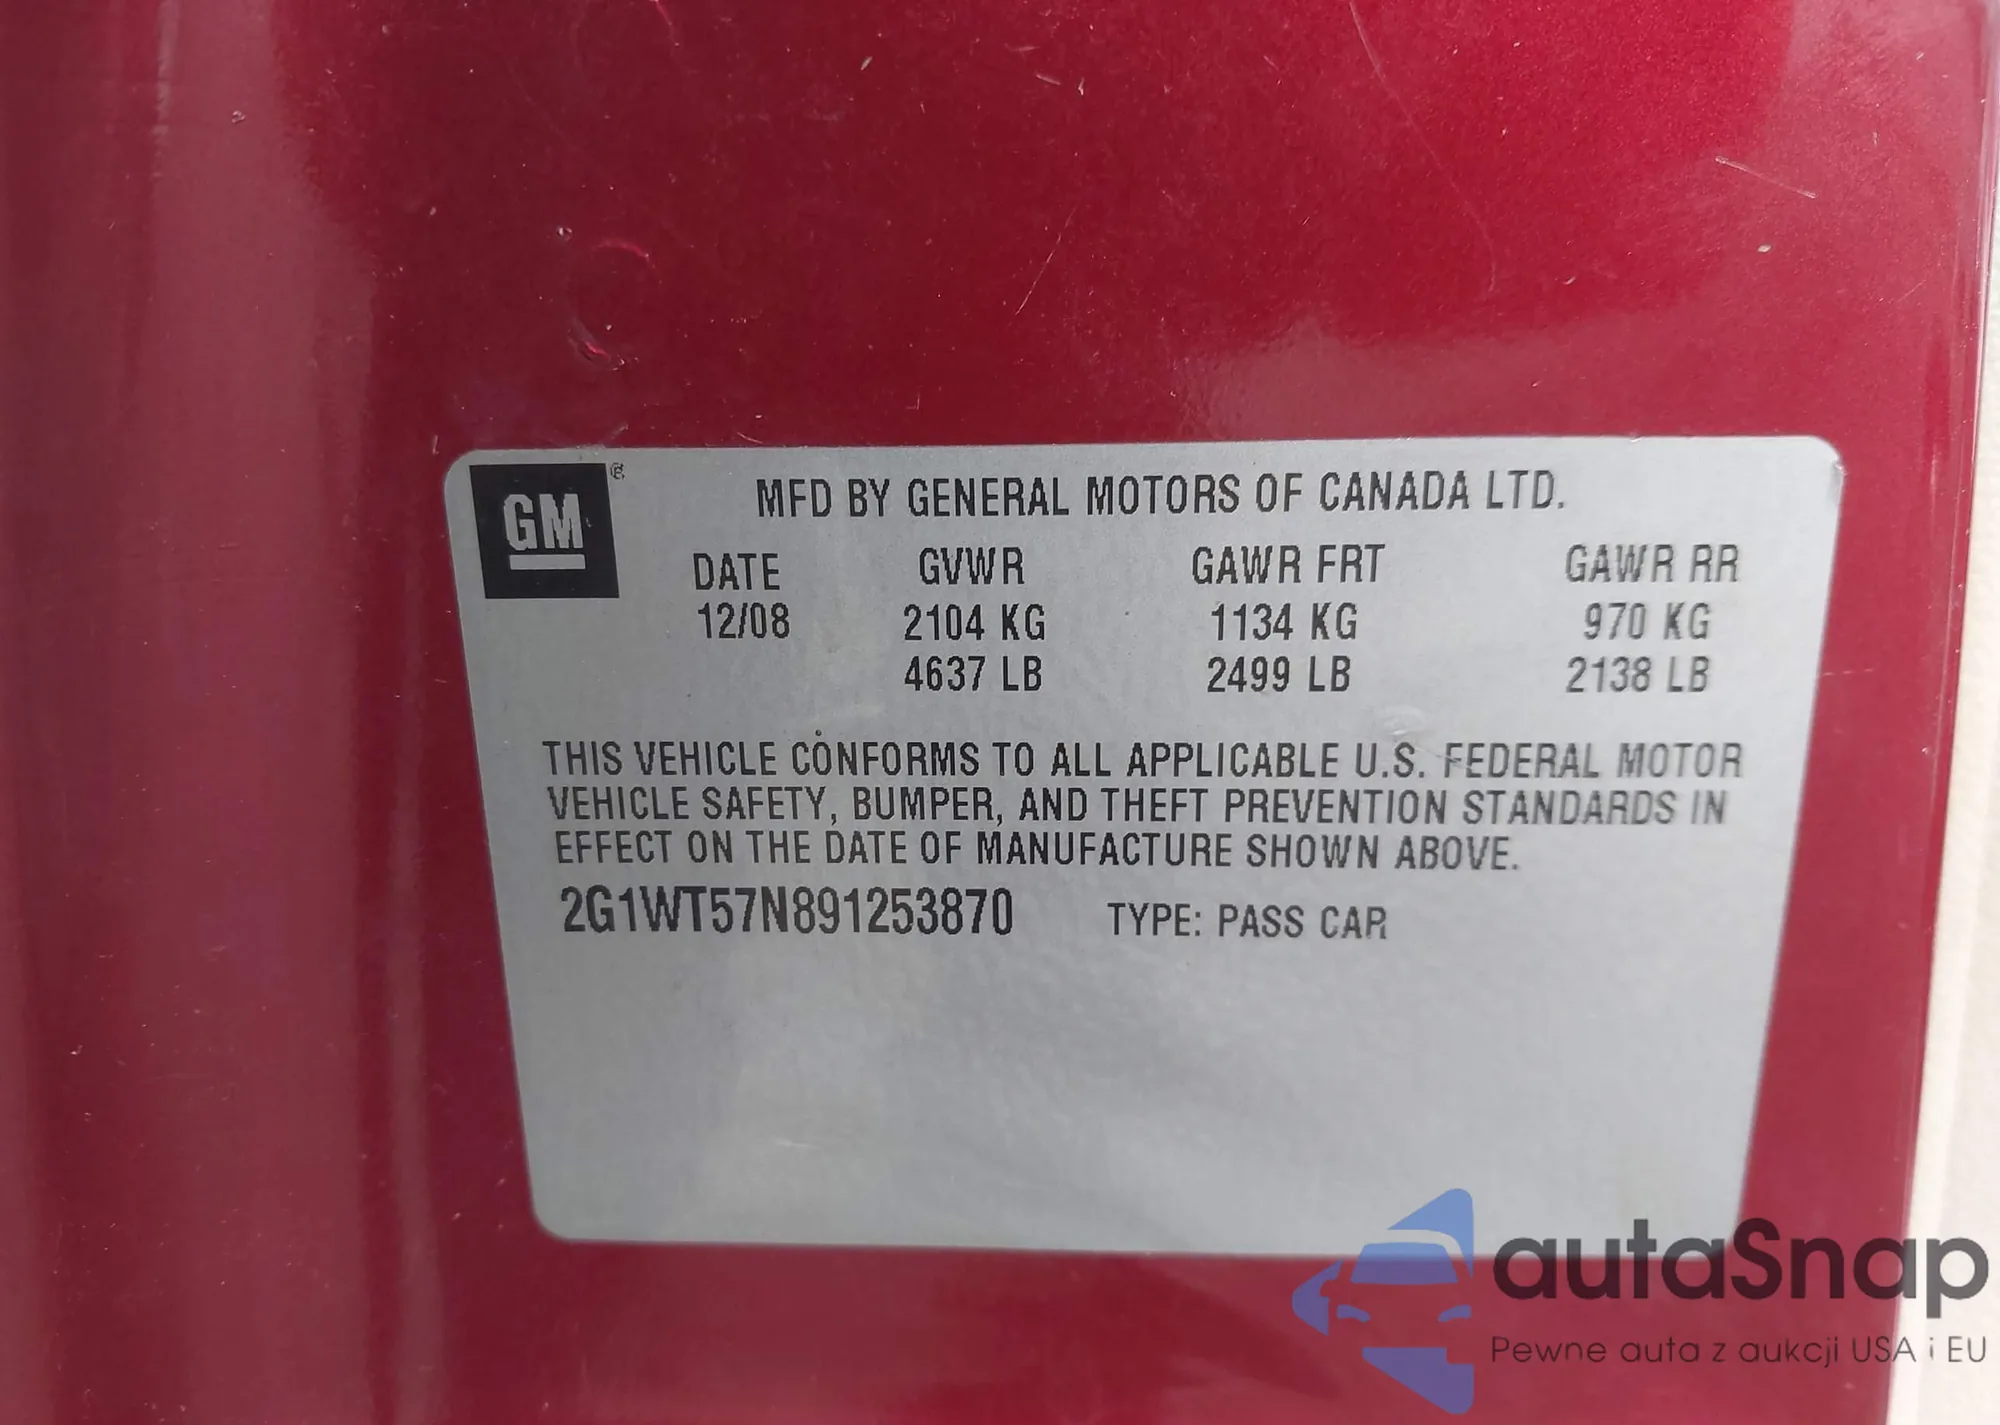 GM®
MFD BY GENERAL MOTORS OF CANADA LTD.
DATE GVWR GAWR FRT GAWR RR
12/08 2104 KG 1134 KG 970 KG
4637 LB 2499 LB 2138 LB
THIS VEHICLE CONFORMS TO ALL APPLICABLE U.S. FEDERAL MOTOR
VEHICLE SAFETY, BUMPER, AND THEFT PREVENTION STANDARDS IN
EFFECT ON THE DATE OF MANUFACTURE SHOWN ABOVE.
2G1WT57N891253870 TYPE: PASS CAR
autaSnap
Pewne auta z aukcji USA i EU